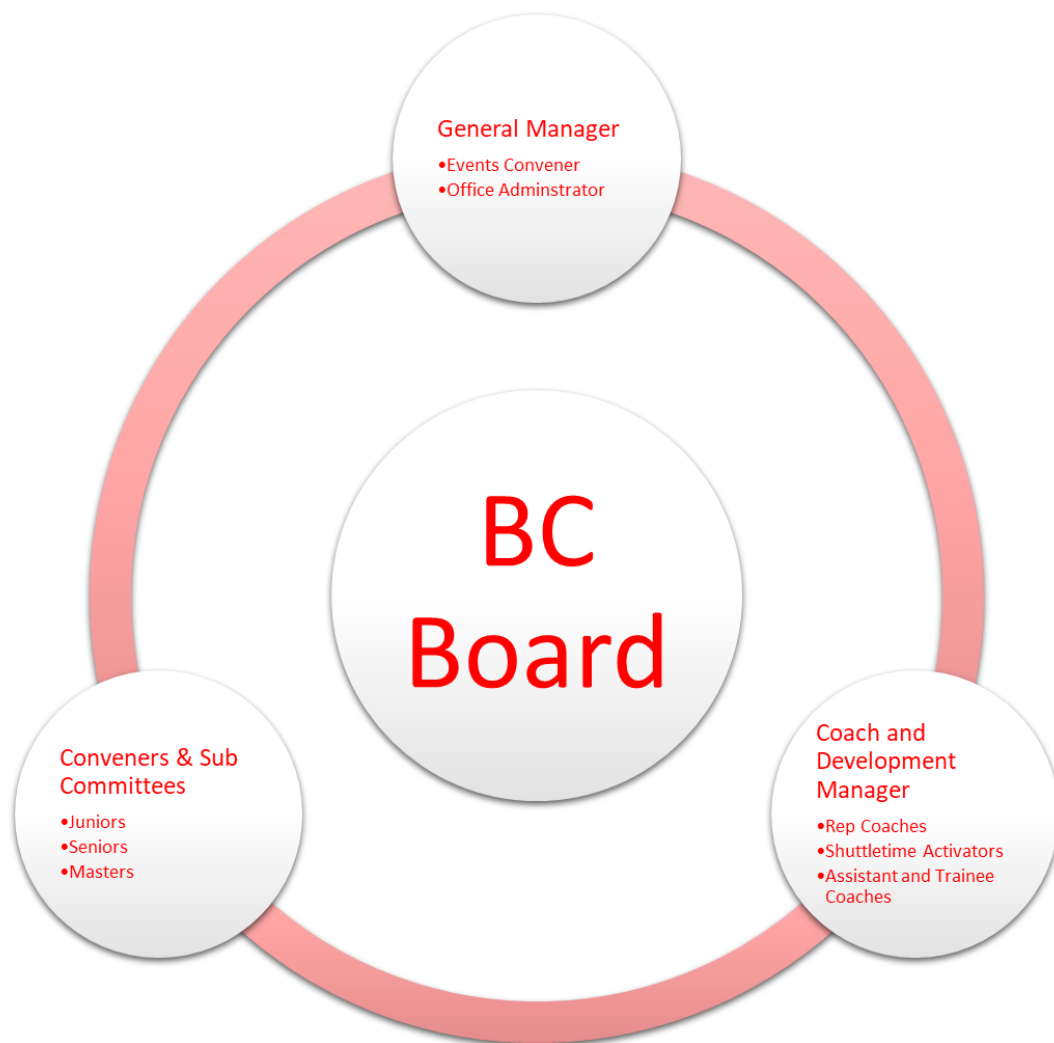 General Manager
•Events Convener
•Office Adminstrator
BC
Board
Conveners & Sub
Committees
•Juniors
•Seniors
•Masters
Coach and
Development
Manager
•Rep Coaches
•Shuttletime Activators
•Assistant and Trainee
Coaches